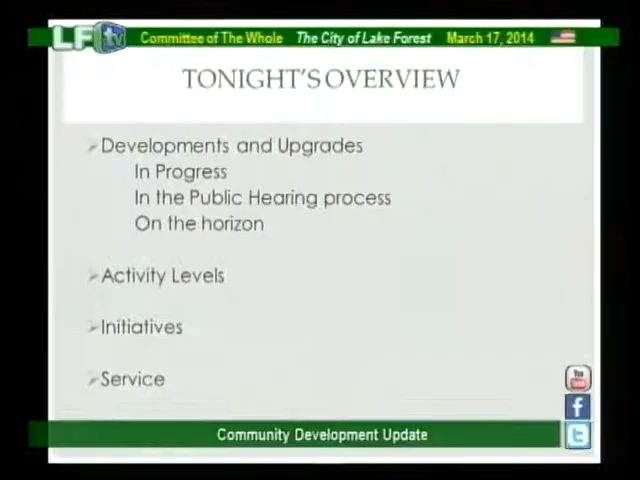 LFtv Committee of The Whole The City of Lake Forest March 17, 2014
TONIGHT'S OVERVIEW
Developments and Upgrades
In Progress
In the Public Hearing process
On the horizon
Activity Levels
Initiatives
Service
You
Community Development Update